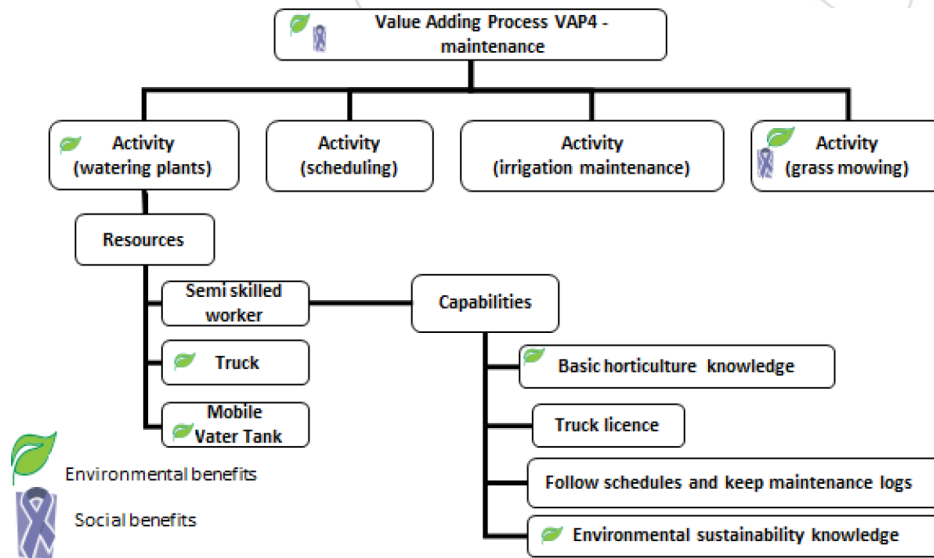 Value Adding Process VAP4 -
maintenance
Activity
(watering plants)
Activity
(scheduling)
Activity
(irrigation maintenance)
Activity
(grass mowing)
Resources
Semi skilled
worker
Capabilities
Truck
Basic horticulture knowledge
Mobile
Vater Tank
Truck licence
Environmental benefits
Follow schedules and keep maintenance logs
Social benefits
Environmental sustainability knowledge